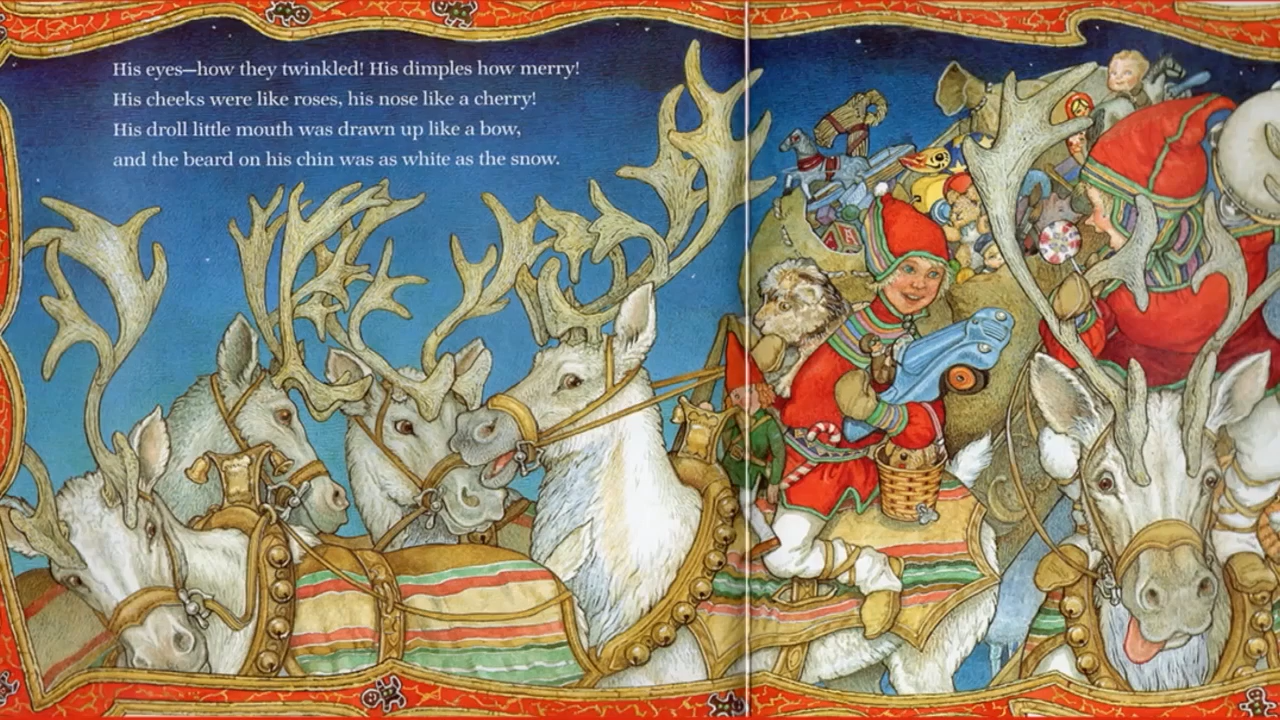 His eyes—how they twinkled! His dimples how merry!
His cheeks were like roses, his nose like a cherry!
His droll little mouth was drawn up like a bow,
and the beard on his chin was as white as the snow.